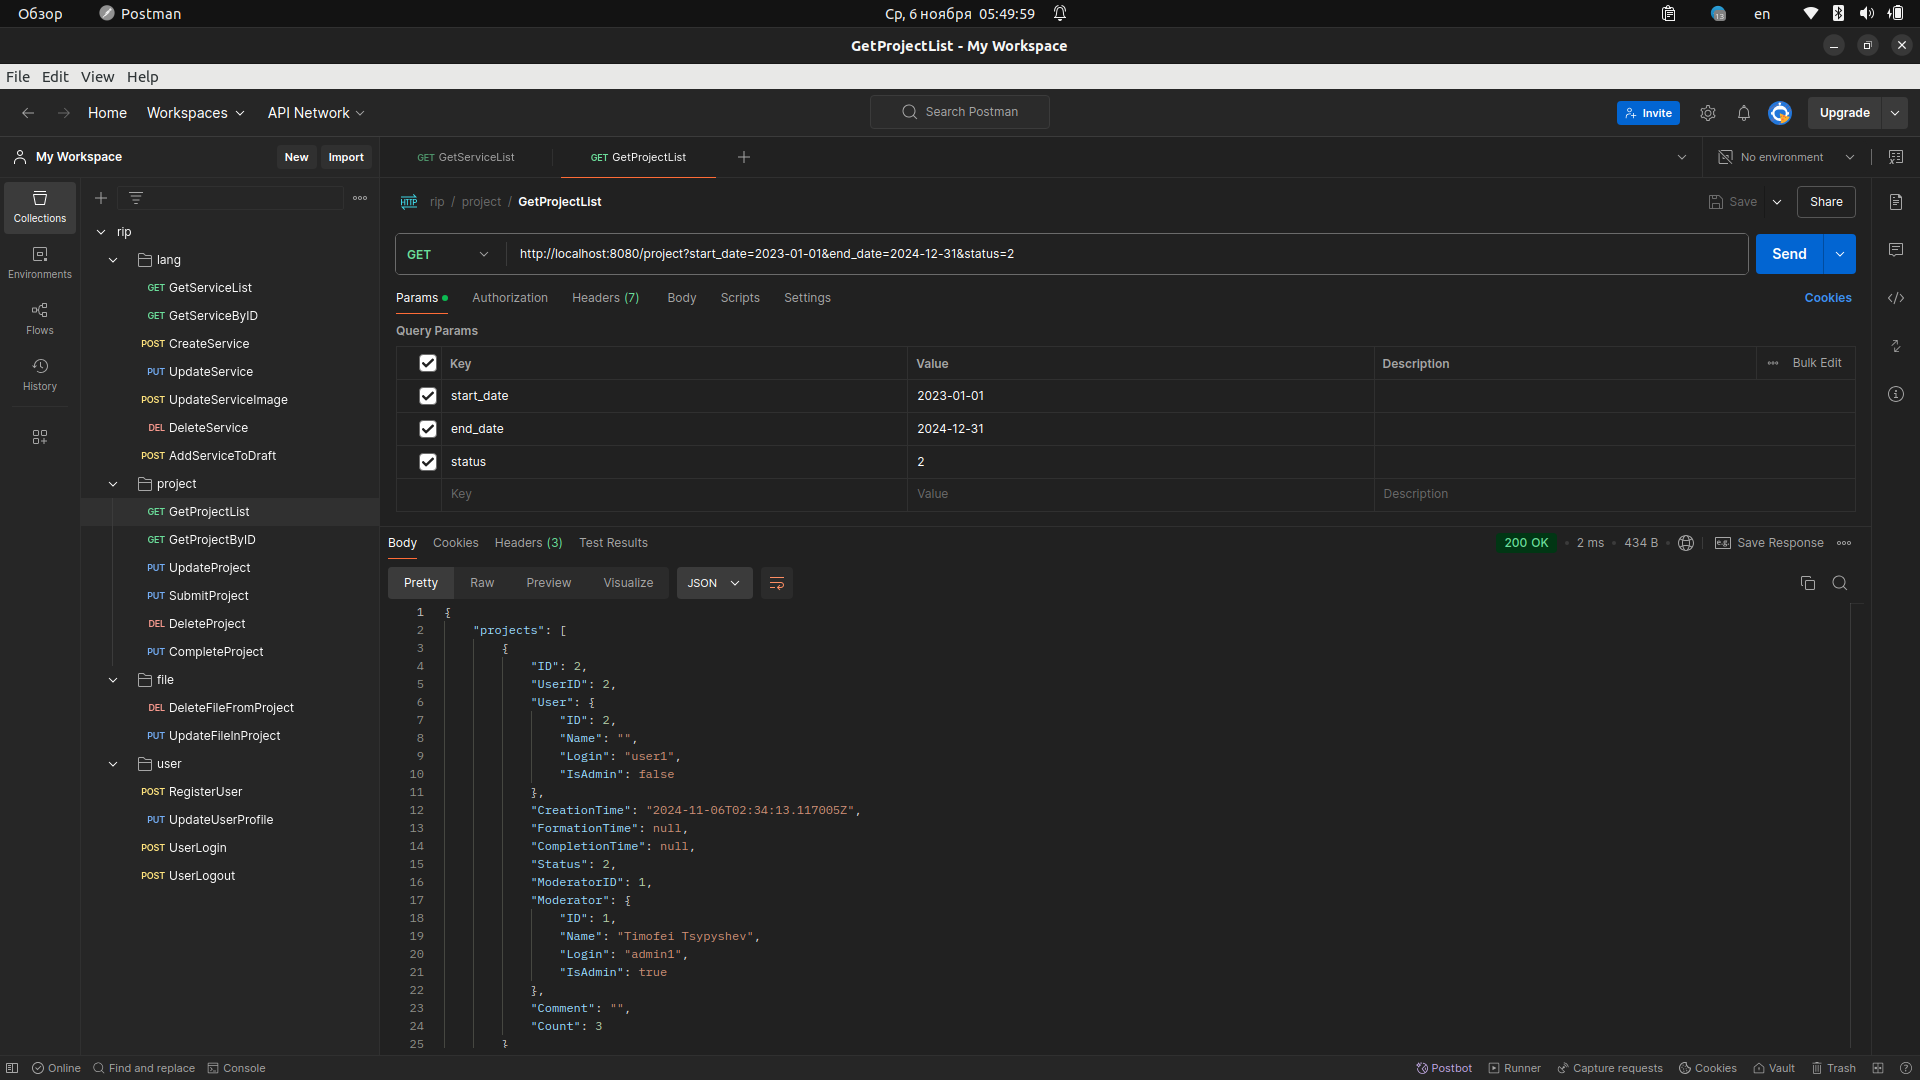 Обзор Postman Ср, 6 ноября 05:49:59 en
GetProjectList - My Workspace
File Edit View Help
Home Workspaces API Network Search Postman Invite Upgrade
My Workspace New Import GET GetServiceList GET GetProjectList No environment
Collections
Environments
Flows
History
rip
lang
GET GetServiceList
GET GetServiceByID
POST CreateService
PUT UpdateService
POST UpdateServiceImage
DEL DeleteService
POST AddServiceToDraft
project
GET GetProjectList
GET GetProjectByID
PUT UpdateProject
PUT SubmitProject
DEL DeleteProject
PUT CompleteProject
file
DEL DeleteFileFromProject
PUT UpdateFileInProject
user
POST RegisterUser
PUT UpdateUserProfile
POST UserLogin
POST UserLogout
HTTP rip / project / GetProjectList Save Share
GET http://localhost:8080/project?start_date=2023-01-01&end_date=2024-12-31&status=2 Send
Params Authorization Headers (7) Body Scripts Settings Cookies
Query Params
Key Value Description Bulk Edit
start_date 2023-01-01
end_date 2024-12-31
status 2
Key Value Description
Body Cookies Headers (3) Test Results 200 OK 2 ms 434 B e.g. Save Response
Pretty Raw Preview Visualize JSON
1 {
2 "projects": [
3 {
4 "ID": 2,
5 "UserID": 2,
6 "User": {
7 "ID": 2,
8 "Name": "",
9 "Login": "user1",
10 "IsAdmin": false
11 },
12 "CreationTime": "2024-11-06T02:34:13.117005Z",
13 "FormationTime": null,
14 "CompletionTime": null,
15 "Status": 2,
16 "ModeratorID": 1,
17 "Moderator": {
18 "ID": 1,
19 "Name": "Timofei Tsypyshev",
20 "Login": "admin1",
21 "IsAdmin": true
22 },
23 "Comment": "",
24 "Count": 3
25 }
Online Find and replace Console Postbot Runner Capture requests Cookies Vault Trash